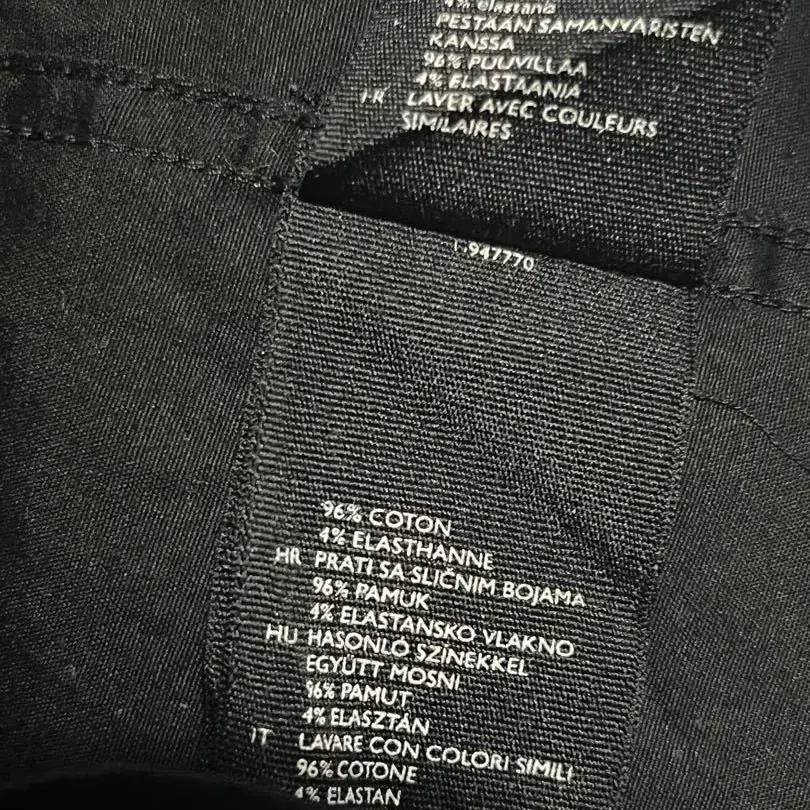 4% elastano
PESTÄÄN SAMANVÄRISTEN
KANSSA
96% PUUVILLAA
4% ELASTAANIA
FR LAVER AVEC COULEURS
SIMILAIRES
947770
96% COTON
4% ELASTHANNE
HR PRATI SA SLIČNIM BOJAMA
96% PAMUK
4% ELASTANSKO VLAKNO
HU HASONLÓ SZÍNEKKEL
EGYÜTT MOSNI
96% PAMUT
4% ELASZTÁN
IT LAVARE CON COLORI SIMILI
96% COTONE
4% ELASTAN